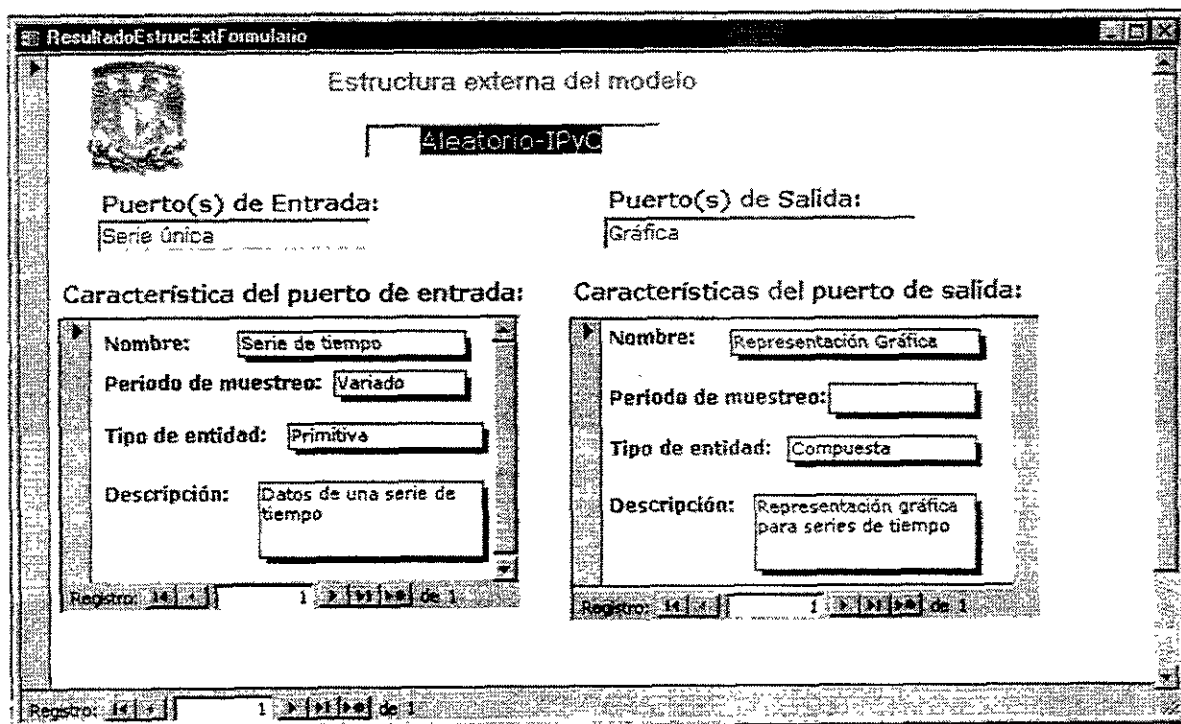 ResultadoEstrucExtFormulario
Estructura externa del modelo
Aleatorio-IPyC
Puerto(s) de Entrada:
Serie única
Puerto(s) de Salida:
Gráfica
Característica del puerto de entrada:
Nombre: Serie de tiempo
Periodo de muestreo: Variado
Tipo de entidad: Primitiva
Descripción: Datos de una serie de
tiempo
Registro: 1 de 1
Características del puerto de salida:
Nombre: Representación Gráfica
Periodo de muestreo:
Tipo de entidad: Compuesta
Descripción: Representación gráfica
para series de tiempo
Registro: 1 de 1
Registro: 1 de 1